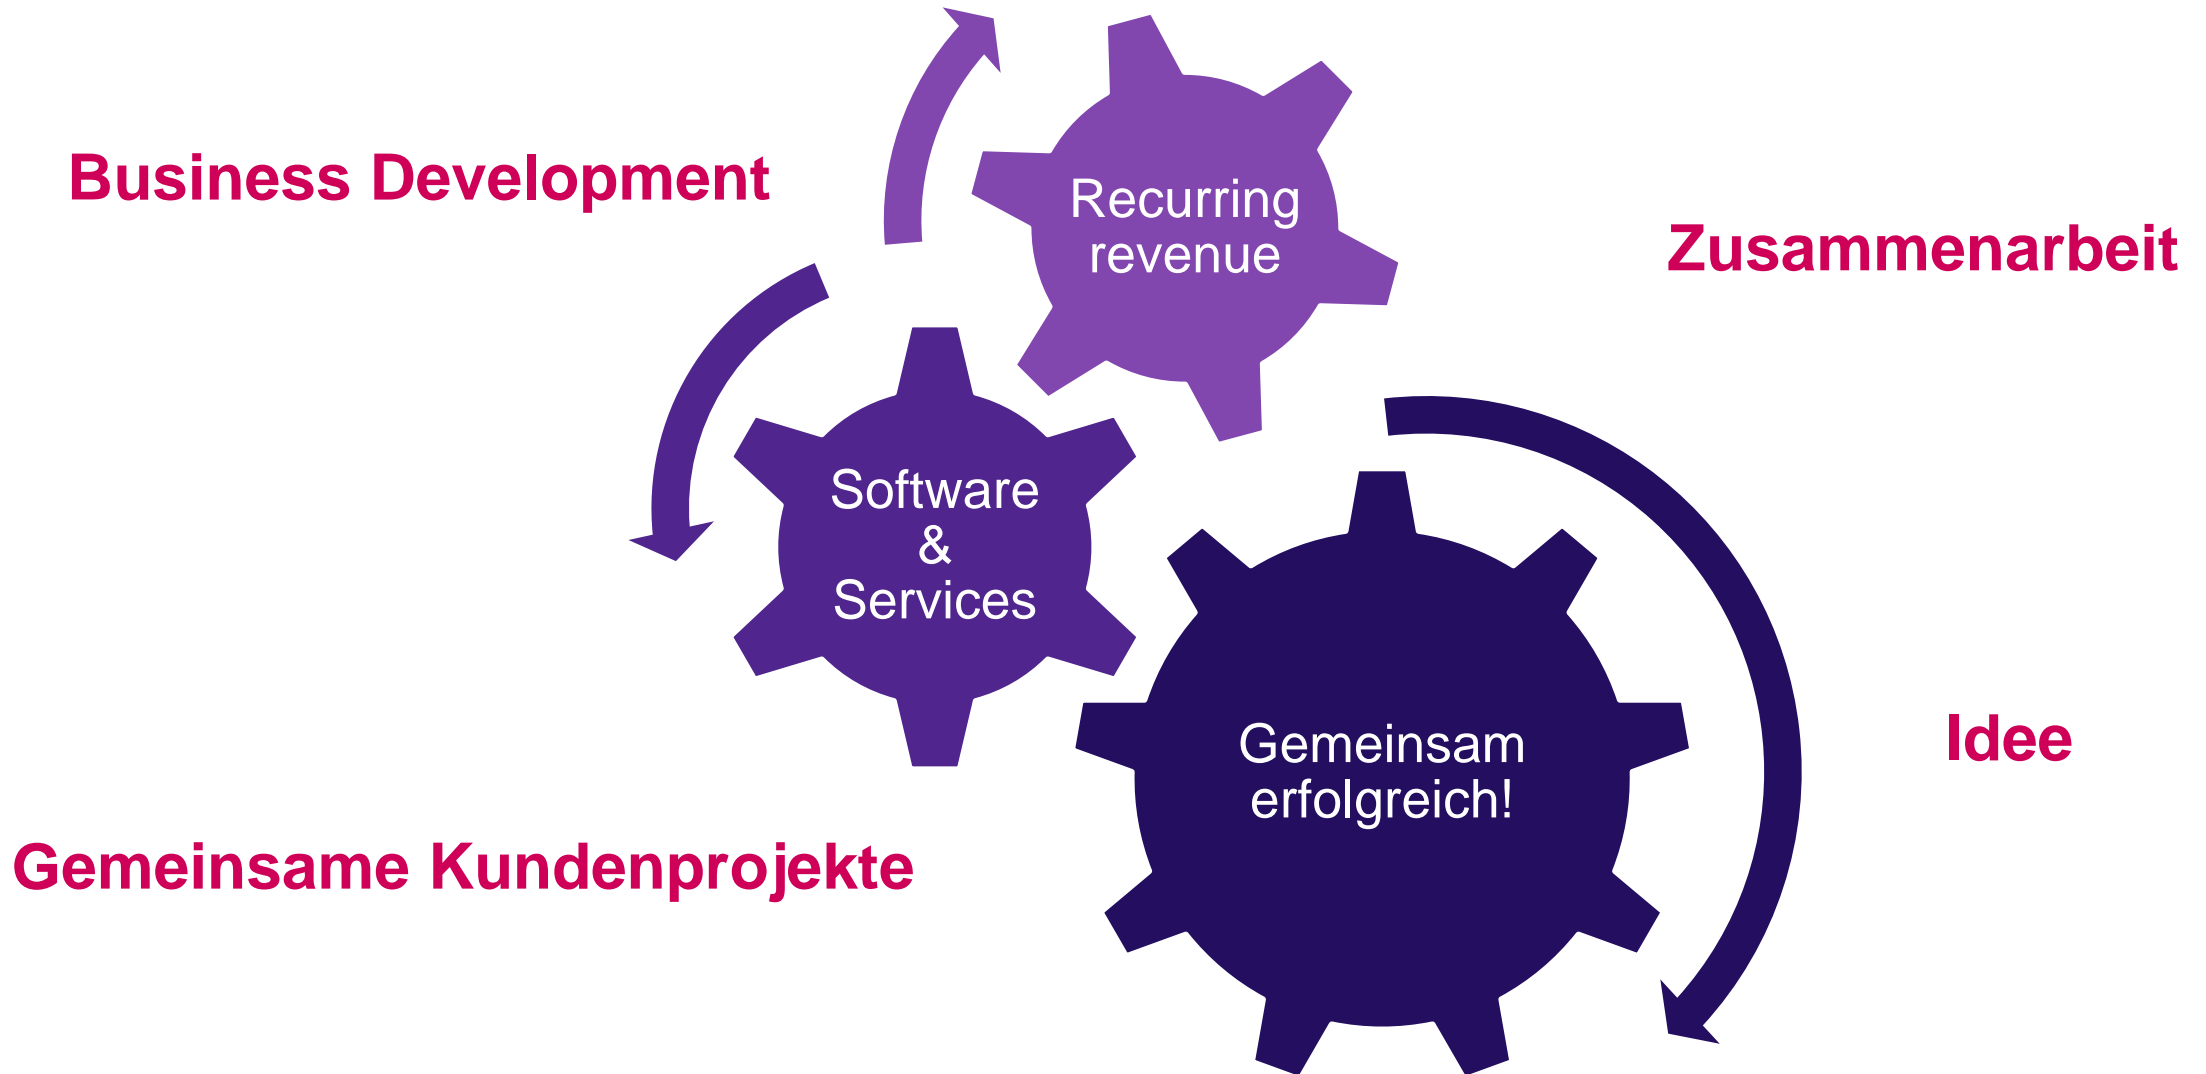 Business Development
Recurring
revenue
Zusammenarbeit
Software
&
Services
Gemeinsam
erfolgreich!
Idee
Gemeinsame Kundenprojekte